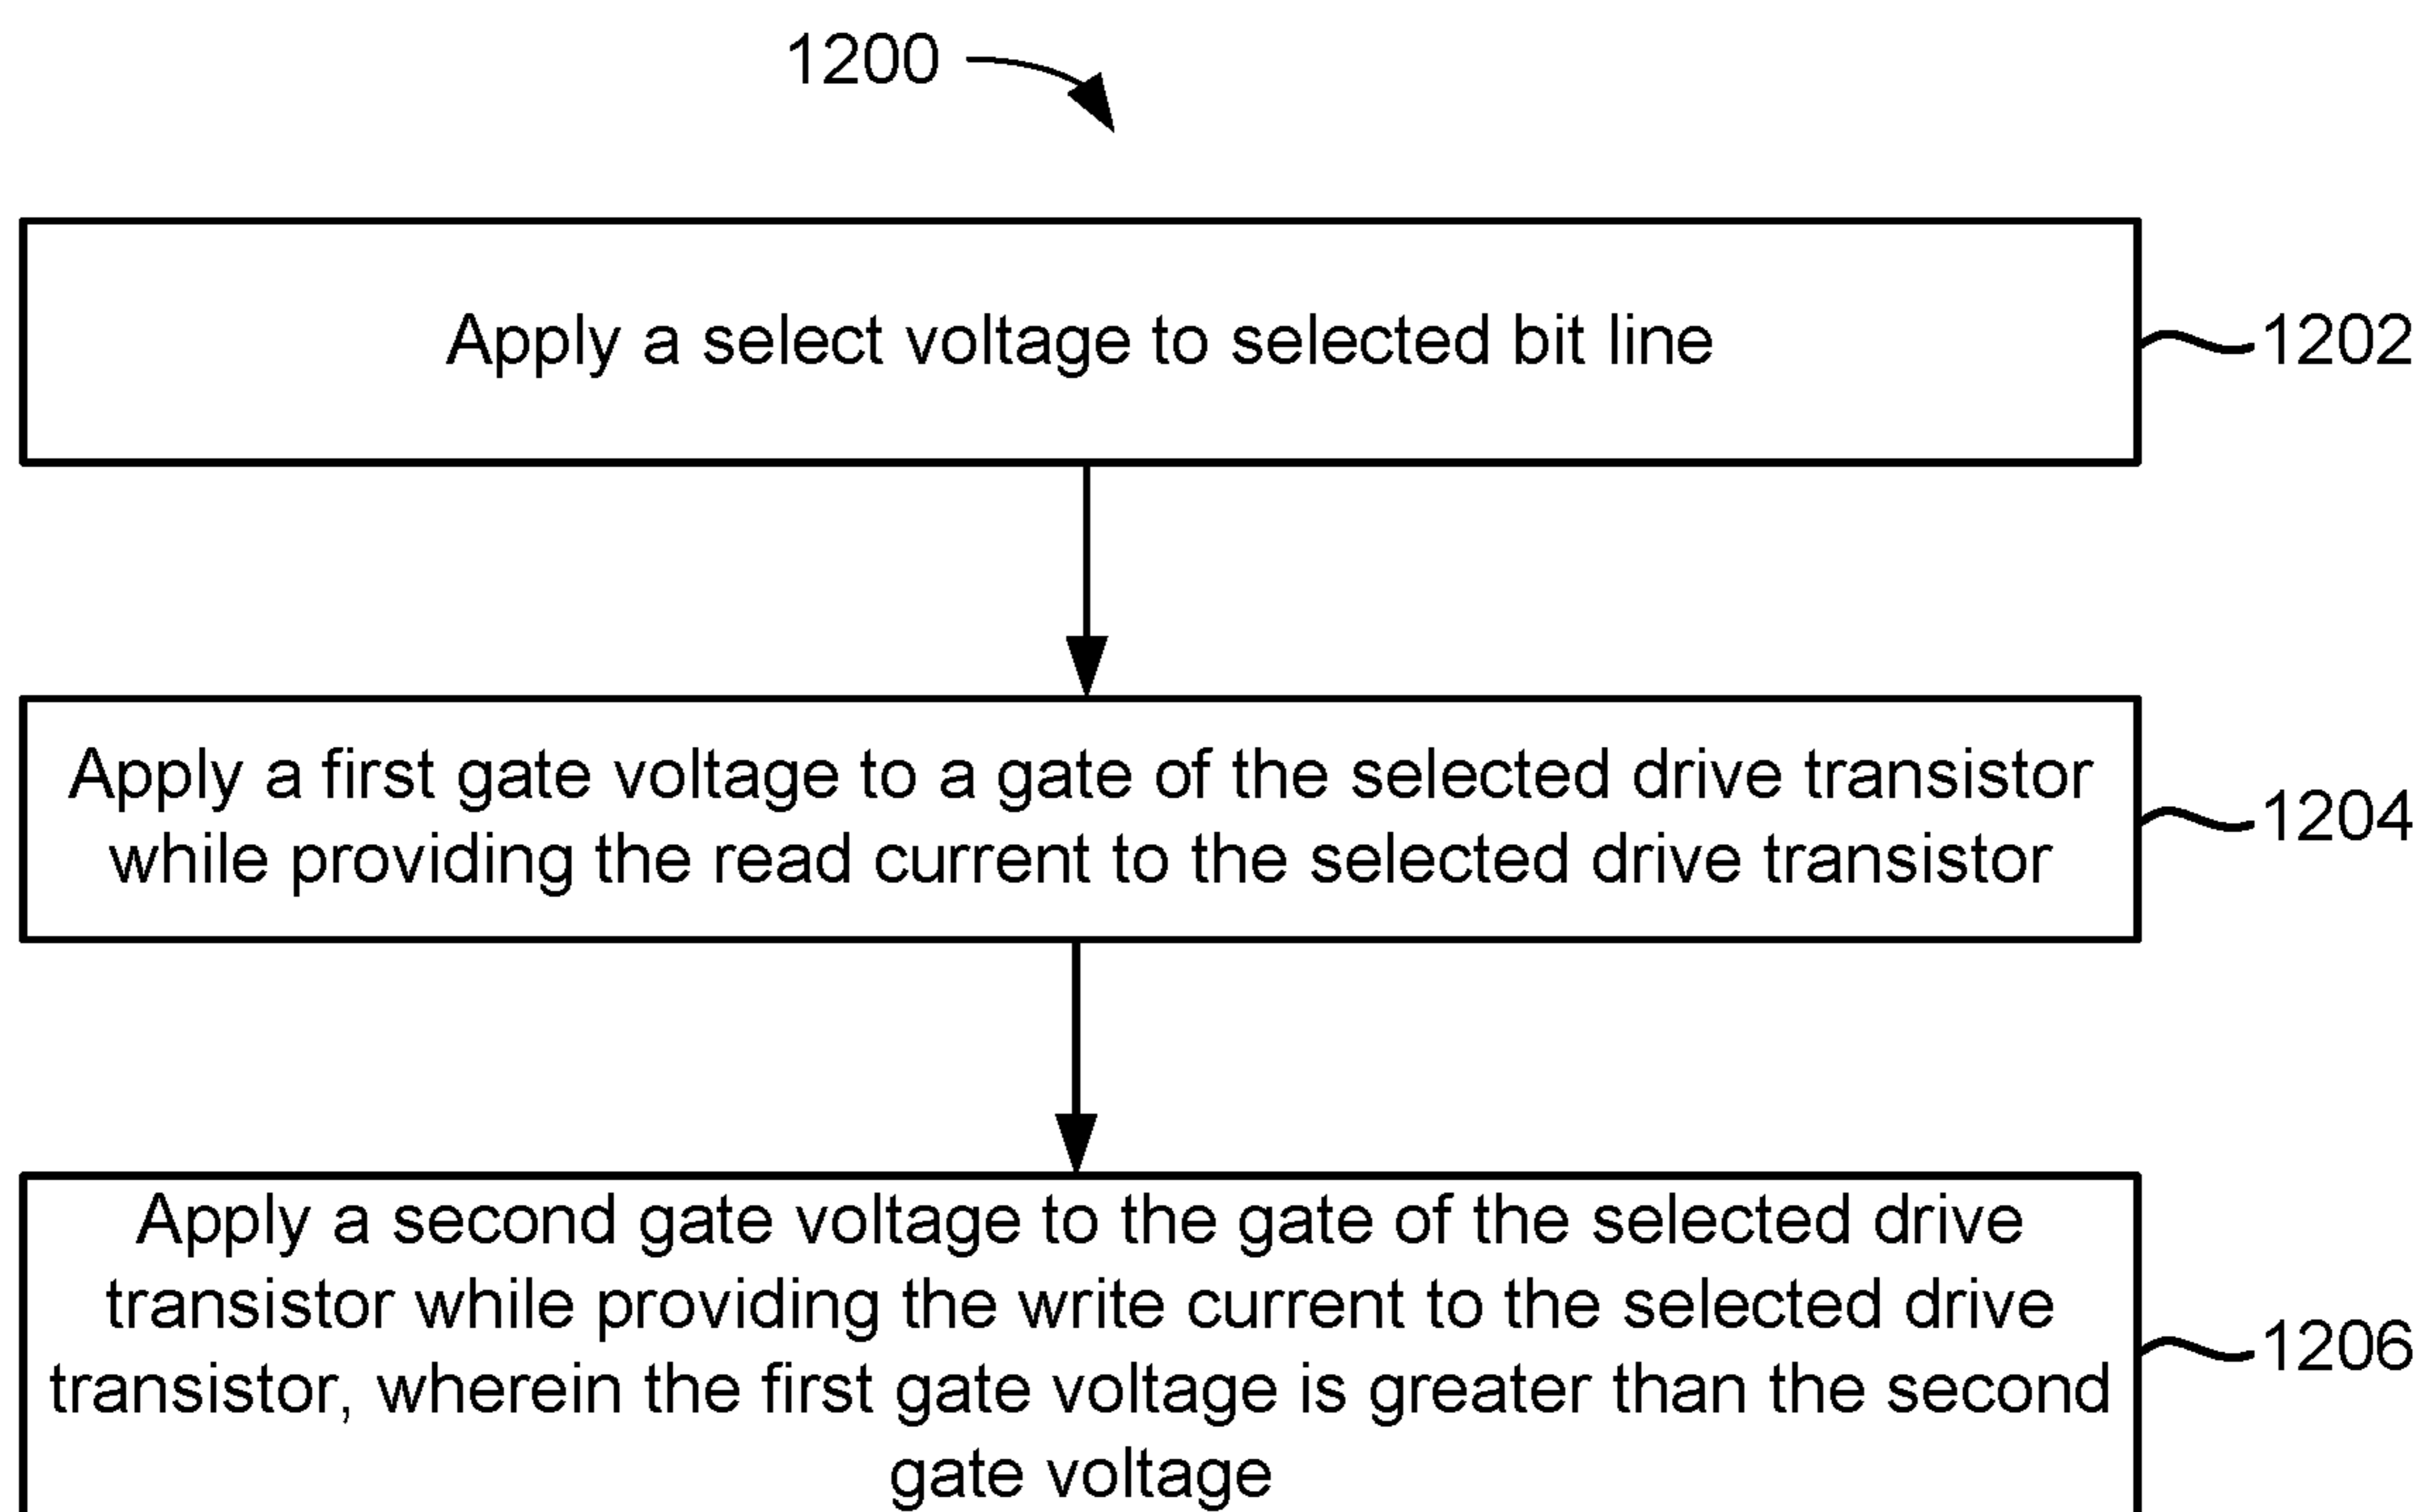 1200
Apply a select voltage to selected bit line
1202
Apply a first gate voltage to a gate of the selected drive transistor
while providing the read current to the selected drive transistor
1204
Apply a second gate voltage to the gate of the selected drive
transistor while providing the write current to the selected drive
transistor, wherein the first gate voltage is greater than the second
gate voltage
1206